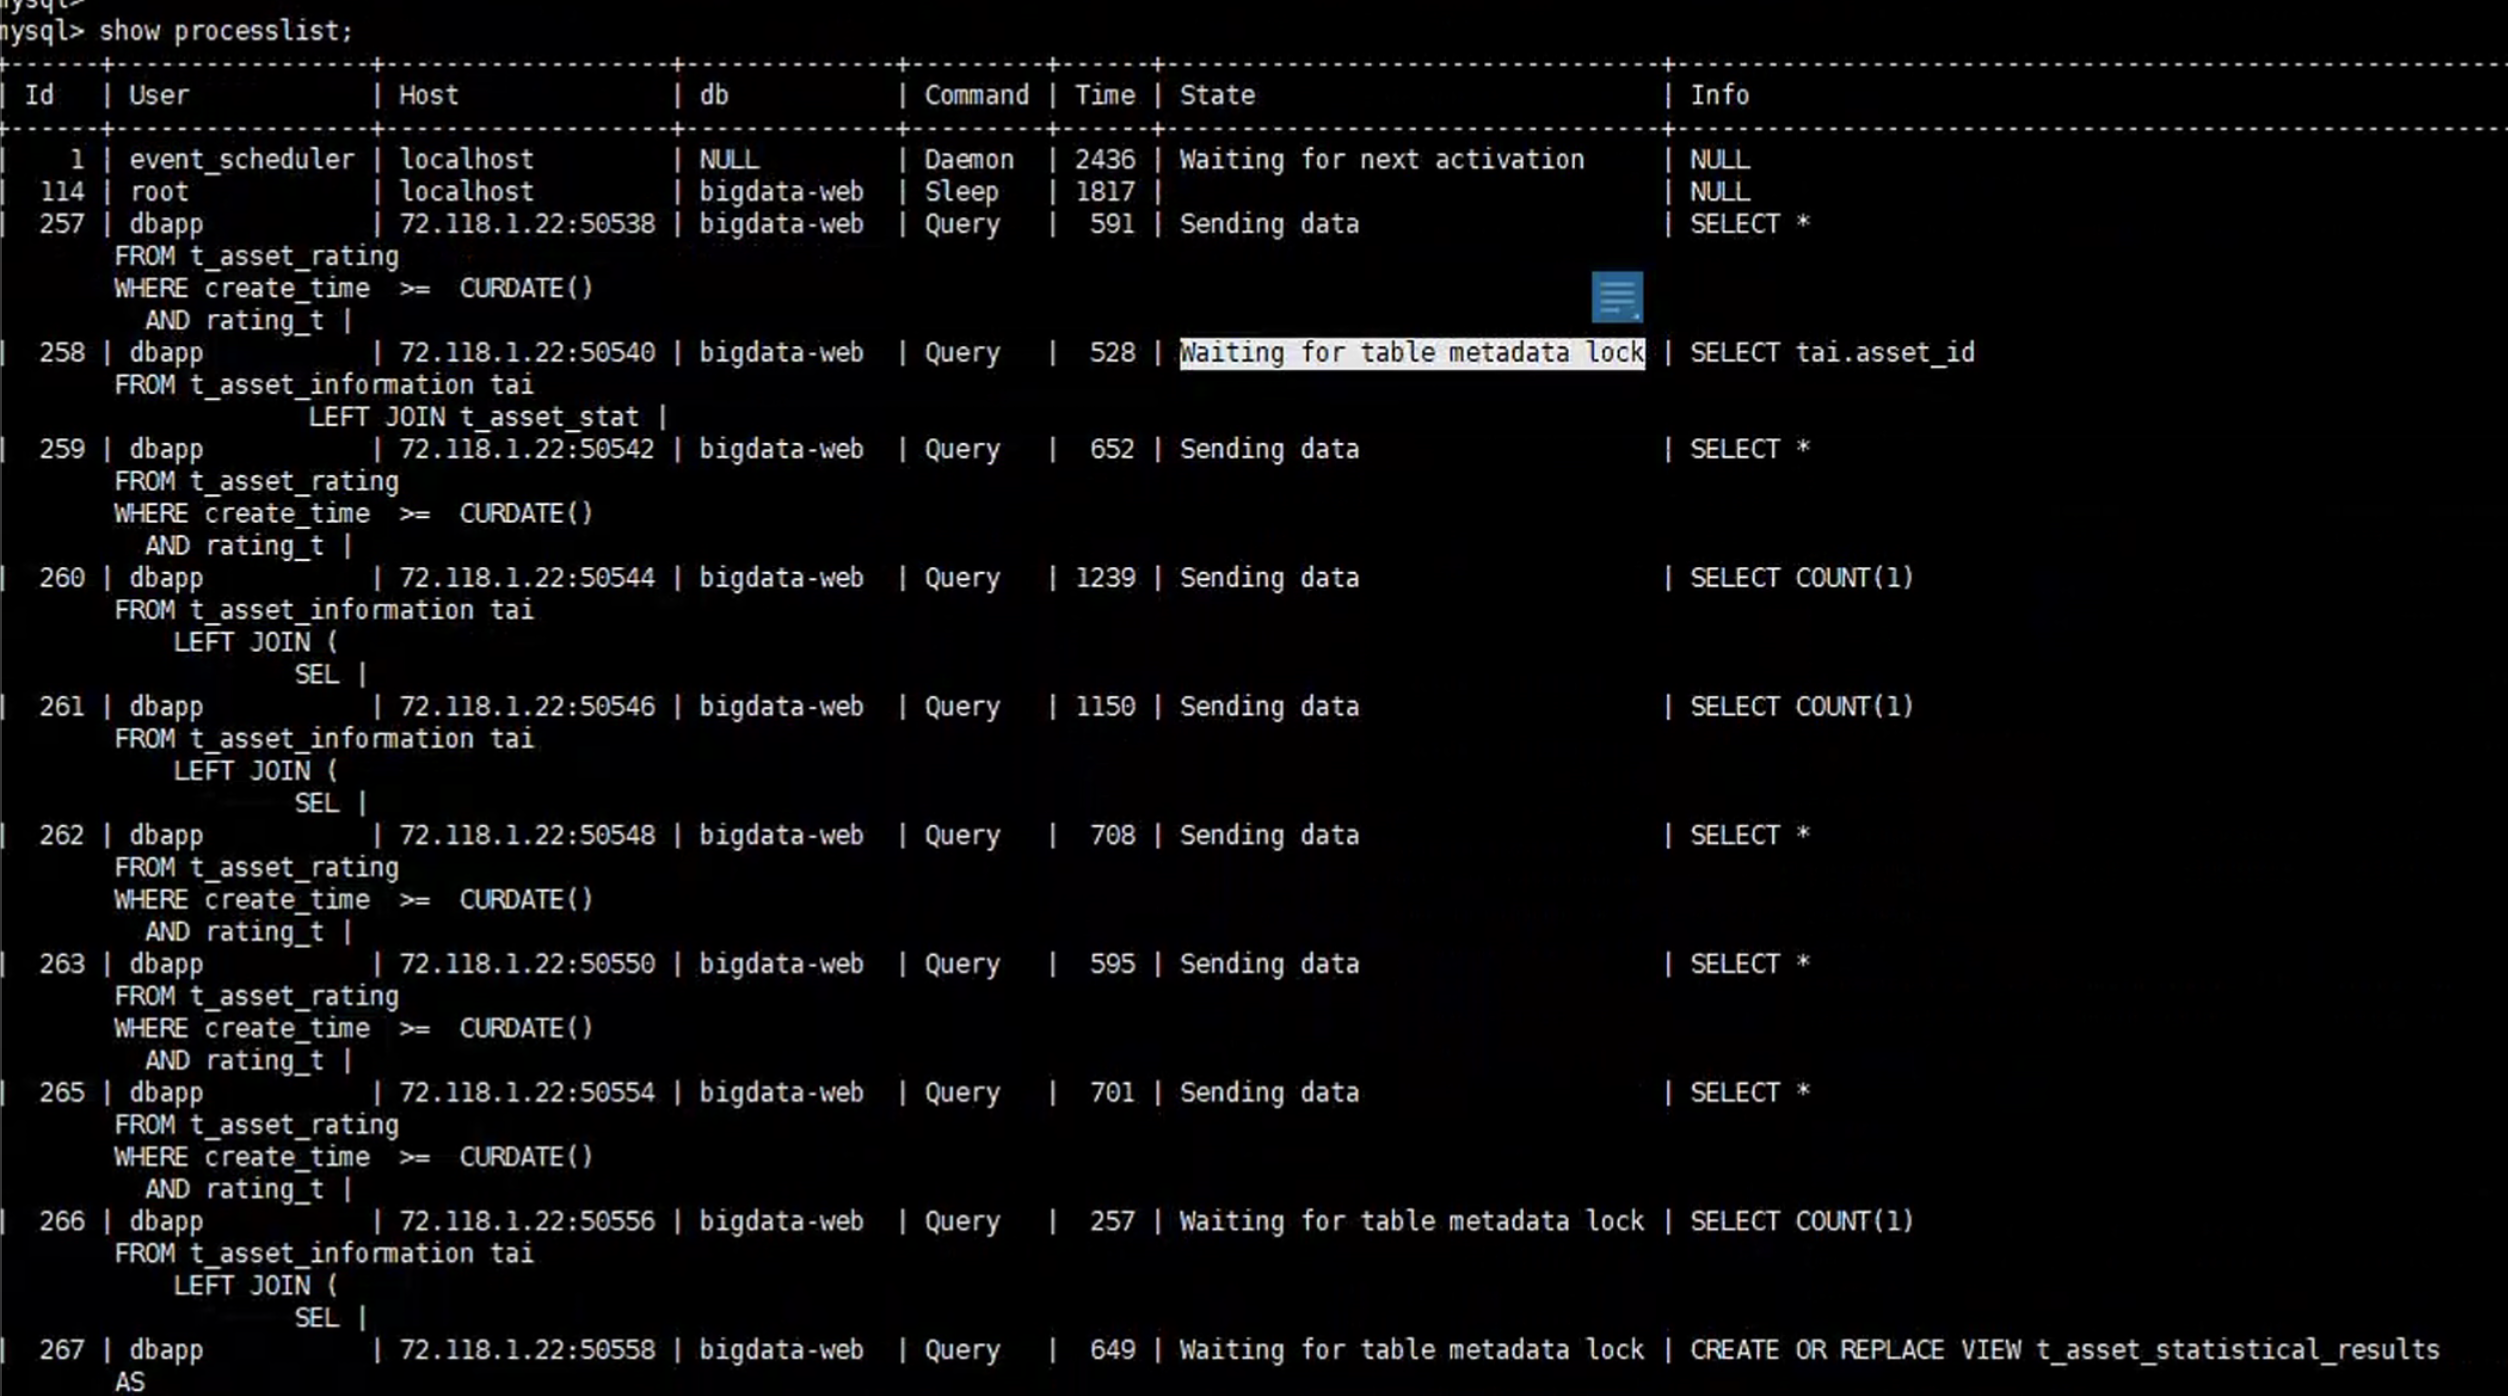 mysql>
mysql> show processlist;
+------+-----------------+--------------------+--------------+---------+------+---------------------------------+------------------------------------------------------
| Id   | User            | Host               | db           | Command | Time | State                           | Info
+------+-----------------+--------------------+--------------+---------+------+---------------------------------+------------------------------------------------------
|    1 | event_scheduler | localhost          | NULL         | Daemon  | 2436 | Waiting for next activation     | NULL
|  114 | root            | localhost          | bigdata-web  | Sleep   | 1817 |                                 | NULL
|  257 | dbapp           | 72.118.1.22:50538 | bigdata-web  | Query   |  591 | Sending data                    | SELECT *
FROM t_asset_rating
WHERE create_time  >=  CURDATE()
AND rating_t |
|  258 | dbapp           | 72.118.1.22:50540 | bigdata-web  | Query   |  528 | Waiting for table metadata lock | SELECT tai.asset_id
FROM t_asset_information tai
LEFT JOIN t_asset_stat |
|  259 | dbapp           | 72.118.1.22:50542 | bigdata-web  | Query   |  652 | Sending data                    | SELECT *
FROM t_asset_rating
WHERE create_time  >=  CURDATE()
AND rating_t |
|  260 | dbapp           | 72.118.1.22:50544 | bigdata-web  | Query   | 1239 | Sending data                    | SELECT COUNT(1)
FROM t_asset_information tai
LEFT JOIN (
SEL |
|  261 | dbapp           | 72.118.1.22:50546 | bigdata-web  | Query   | 1150 | Sending data                    | SELECT COUNT(1)
FROM t_asset_information tai
LEFT JOIN (
SEL |
|  262 | dbapp           | 72.118.1.22:50548 | bigdata-web  | Query   |  708 | Sending data                    | SELECT *
FROM t_asset_rating
WHERE create_time  >=  CURDATE()
AND rating_t |
|  263 | dbapp           | 72.118.1.22:50550 | bigdata-web  | Query   |  595 | Sending data                    | SELECT *
FROM t_asset_rating
WHERE create_time  >=  CURDATE()
AND rating_t |
|  265 | dbapp           | 72.118.1.22:50554 | bigdata-web  | Query   |  701 | Sending data                    | SELECT *
FROM t_asset_rating
WHERE create_time  >=  CURDATE()
AND rating_t |
|  266 | dbapp           | 72.118.1.22:50556 | bigdata-web  | Query   |  257 | Waiting for table metadata lock | SELECT COUNT(1)
FROM t_asset_information tai
LEFT JOIN (
SEL |
|  267 | dbapp           | 72.118.1.22:50558 | bigdata-web  | Query   |  649 | Waiting for table metadata lock | CREATE OR REPLACE VIEW t_asset_statistical_results
AS